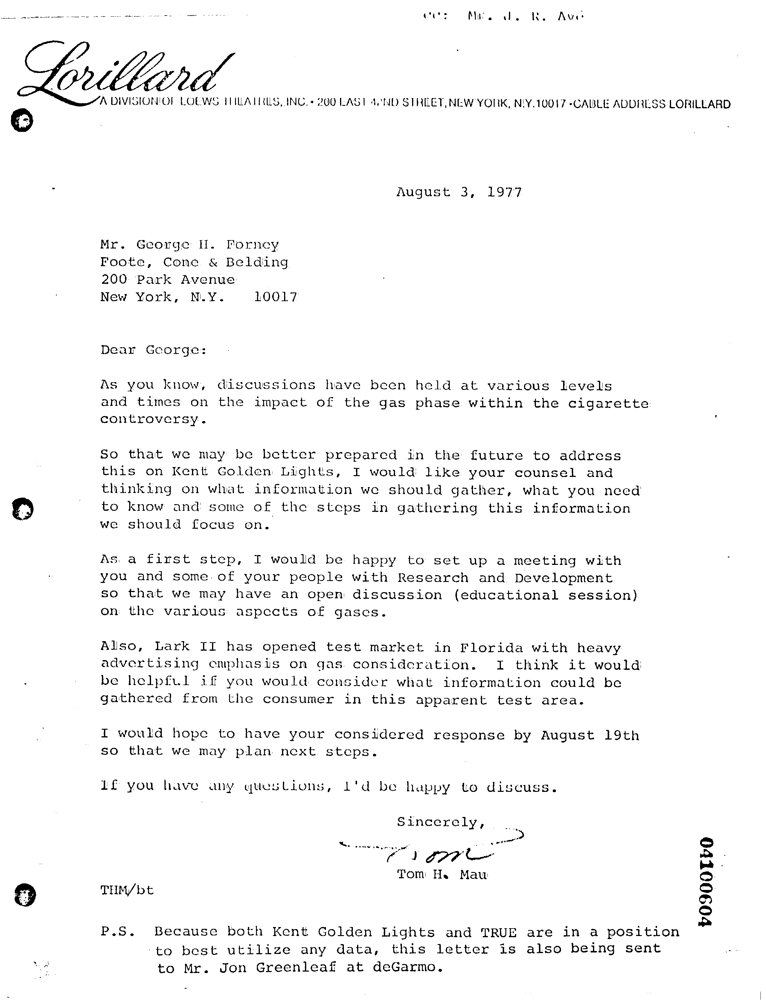 cc: Mr. J. R. Ave
Lorillard
A DIVISION OF LOEWS THEATRES, INC. • 200 EAST 42ND STREET, NEW YORK, N.Y. 10017 • CABLE ADDRESS LORILLARD
August 3, 1977
Mr. George H. Forney
Foote, Cone & Belding
200 Park Avenue
New York, N.Y. 10017
Dear George:
As you know, discussions have been held at various levels
and times on the impact of the gas phase within the cigarette
controversy.
So that we may be better prepared in the future to address
this on Kent Golden Lights, I would like your counsel and
thinking on what information we should gather, what you need
to know and some of the steps in gathering this information
we should focus on.
As a first step, I would be happy to set up a meeting with
you and some of your people with Research and Development
so that we may have an open discussion (educational session)
on the various aspects of gases.
Also, Lark II has opened test market in Florida with heavy
advertising emphasis on gas consideration. I think it would
be helpful if you would consider what information could be
gathered from the consumer in this apparent test area.
I would hope to have your considered response by August 19th
so that we may plan next steps.
If you have any questions, I'd be happy to discuss.
Sincerely,
Tom
Tom H. Mau
THM/bt
P.S. Because both Kent Golden Lights and TRUE are in a position
to best utilize any data, this letter is also being sent
to Mr. Jon Greenleaf at deGarmo.
04100604